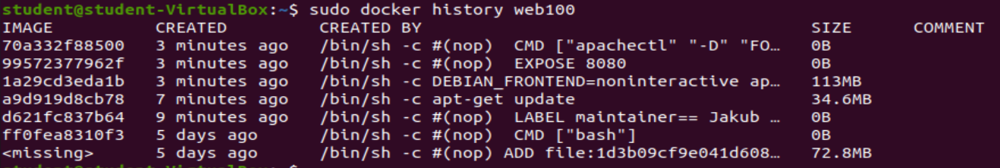 student@student-VirtualBox:~$ sudo docker history web100
IMAGE CREATED CREATED BY SIZE COMMENT
70a332f88500 3 minutes ago /bin/sh -c #(nop) CMD ["apachectl" "-D" "FO… 0B
99572377962f 3 minutes ago /bin/sh -c #(nop) EXPOSE 8080 0B
1a29cd3eda1b 3 minutes ago /bin/sh -c DEBIAN_FRONTEND=noninteractive ap… 113MB
a9d919d8cb78 7 minutes ago /bin/sh -c apt-get update 34.6MB
d621fc837b64 9 minutes ago /bin/sh -c #(nop) LABEL maintainer== Jakub … 0B
ff0fea8310f3 5 days ago /bin/sh -c #(nop) CMD ["bash"] 0B
<missing> 5 days ago /bin/sh -c #(nop) ADD file:1d3b09cf9e041d608… 72.8MB